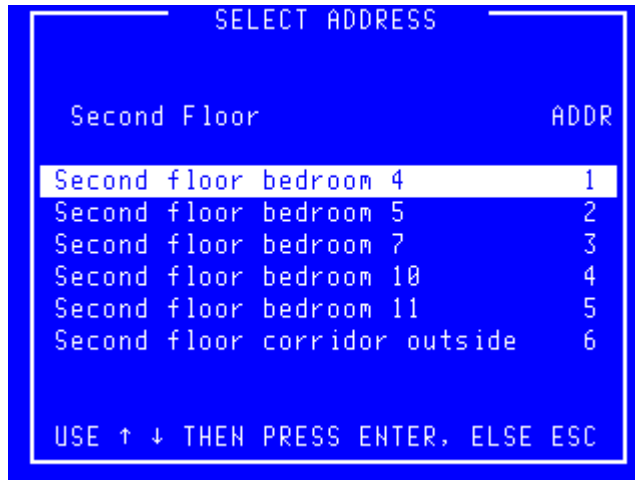 SELECT ADDRESS
Second Floor ADDR
Second floor bedroom 4 1
Second floor bedroom 5 2
Second floor bedroom 7 3
Second floor bedroom 10 4
Second floor bedroom 11 5
Second floor corridor outside 6
USE ↑ ↓ THEN PRESS ENTER, ELSE ESC